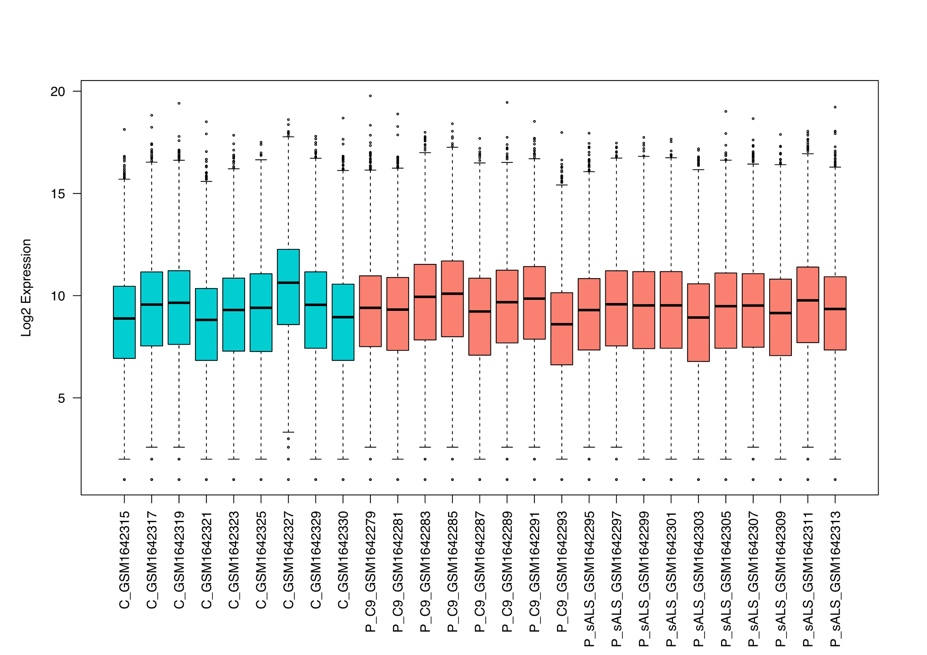 20
15
10
5
Log2 Expression
C_GSM1642315
C_GSM1642317
C_GSM1642319
C_GSM1642321
C_GSM1642323
C_GSM1642325
C_GSM1642327
C_GSM1642329
C_GSM1642330
P_C9_GSM1642279
P_C9_GSM1642281
P_C9_GSM1642283
P_C9_GSM1642285
P_C9_GSM1642287
P_C9_GSM1642289
P_C9_GSM1642291
P_C9_GSM1642293
P_sALS_GSM1642295
P_sALS_GSM1642297
P_sALS_GSM1642299
P_sALS_GSM1642301
P_sALS_GSM1642303
P_sALS_GSM1642305
P_sALS_GSM1642307
P_sALS_GSM1642309
P_sALS_GSM1642311
P_sALS_GSM1642313